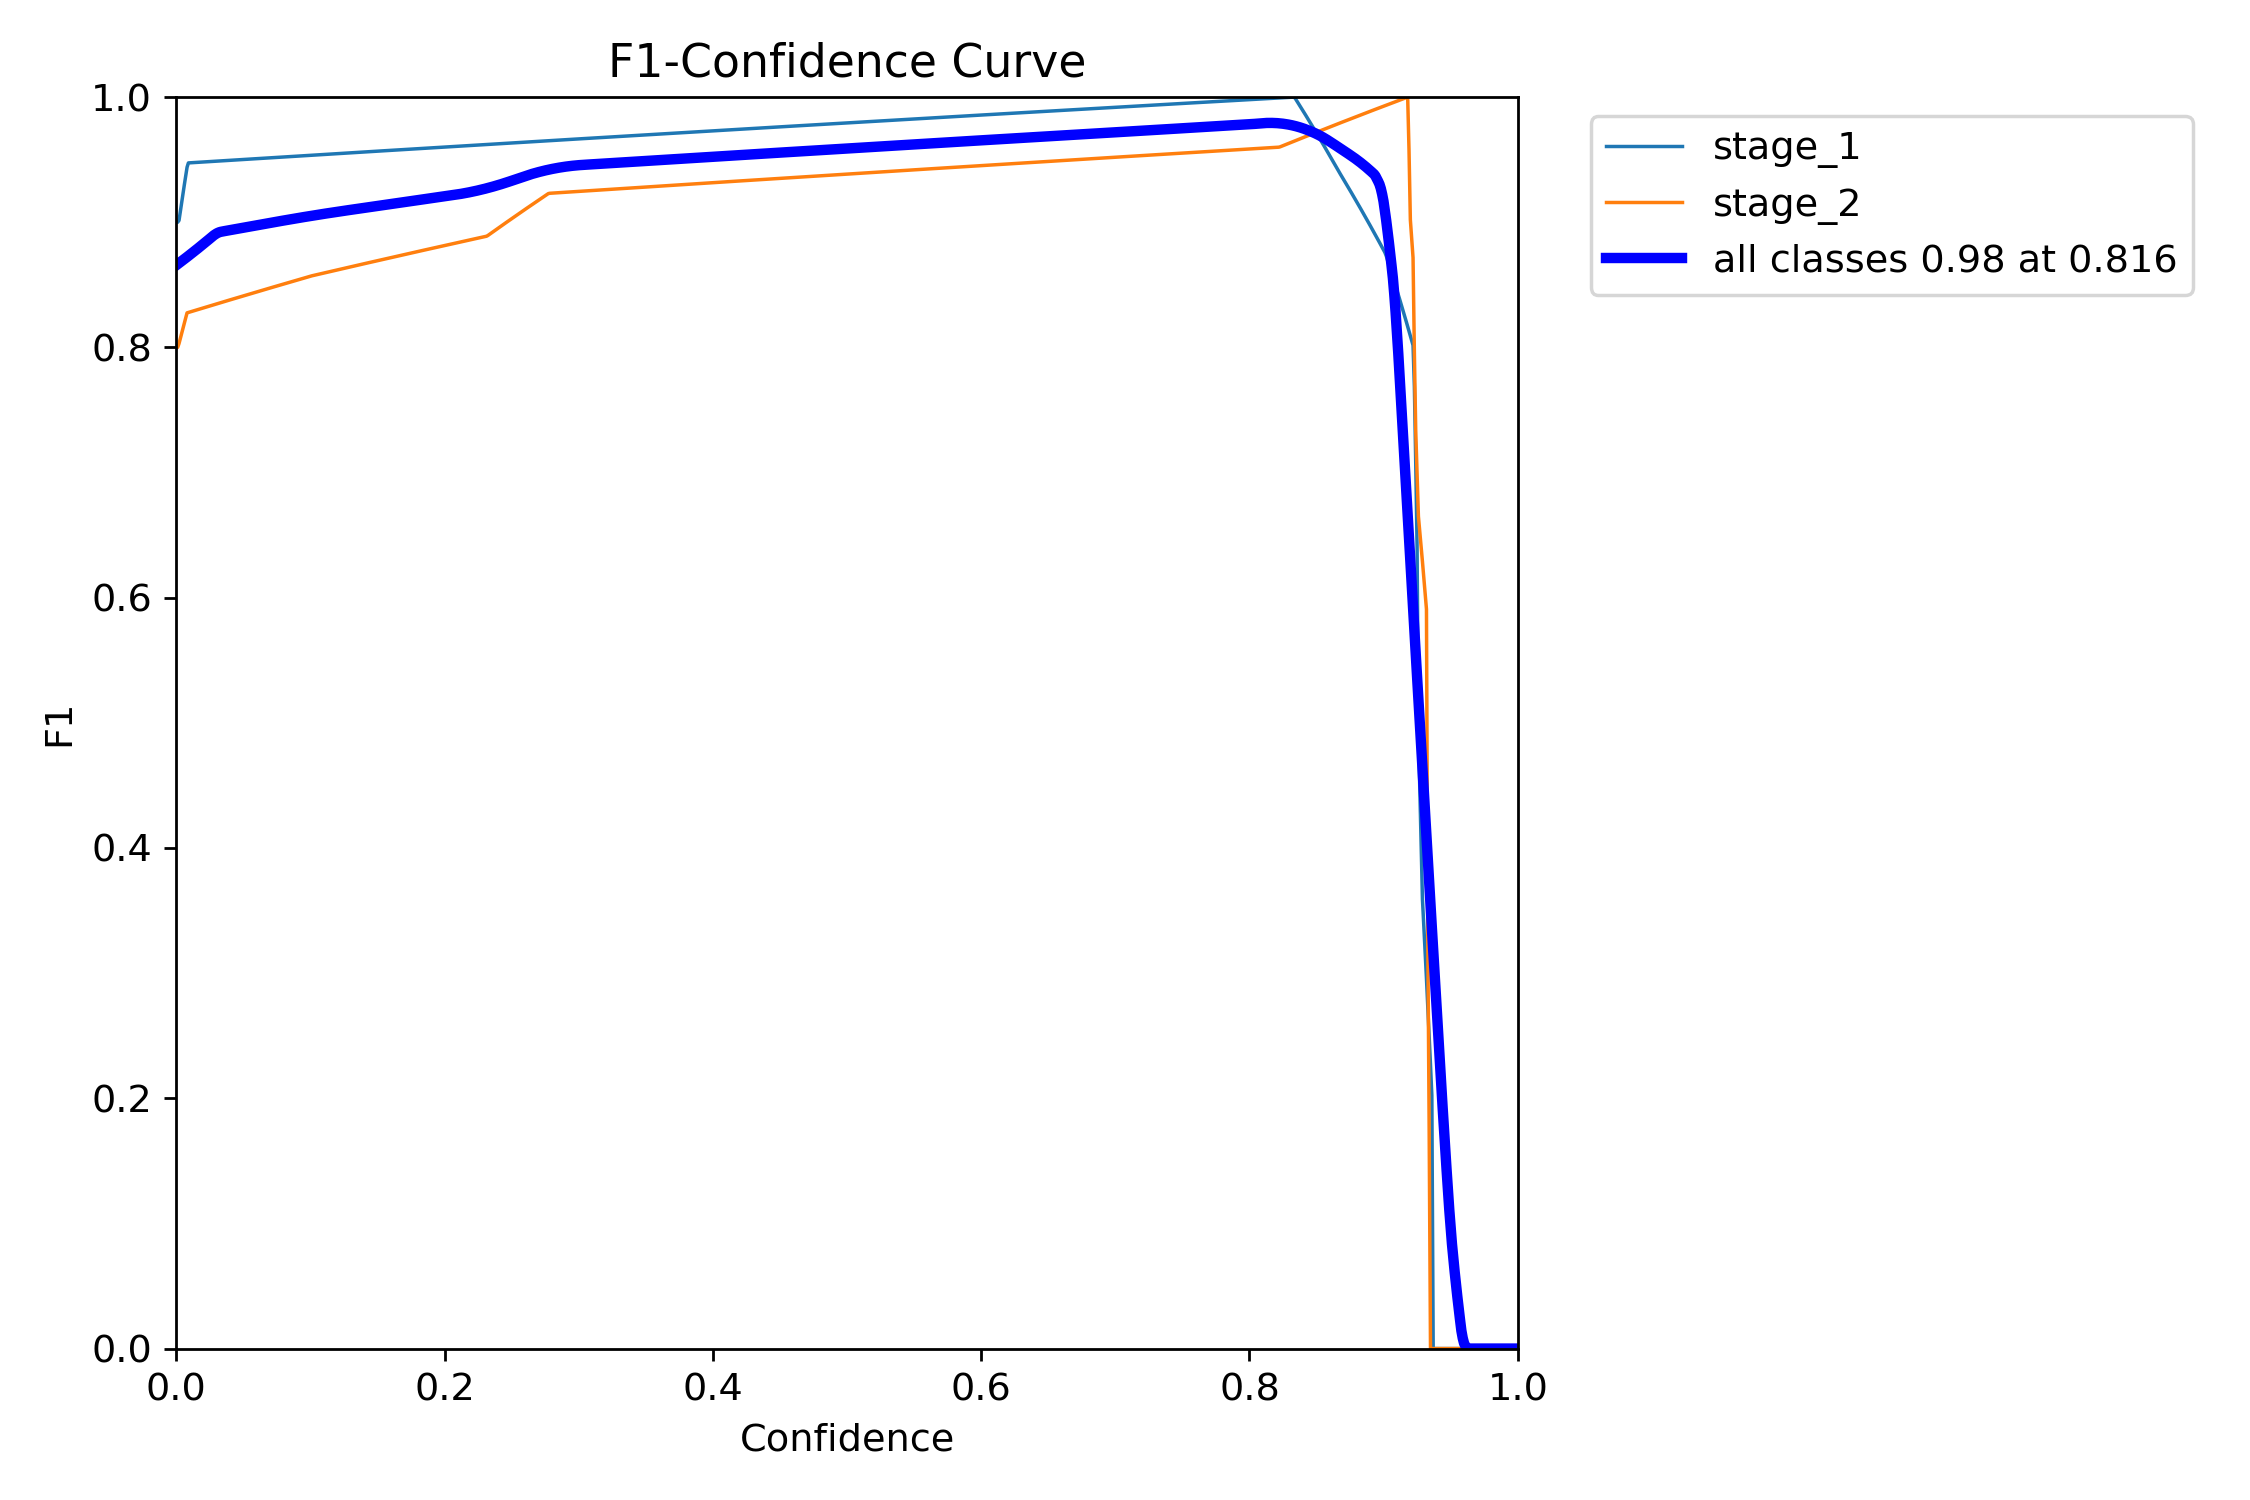 F1-Confidence Curve
1.0
0.8
0.6
0.4
0.2
0.0
F1
0.0 0.2 0.4 0.6 0.8 1.0
Confidence
stage_1
stage_2
all classes 0.98 at 0.816